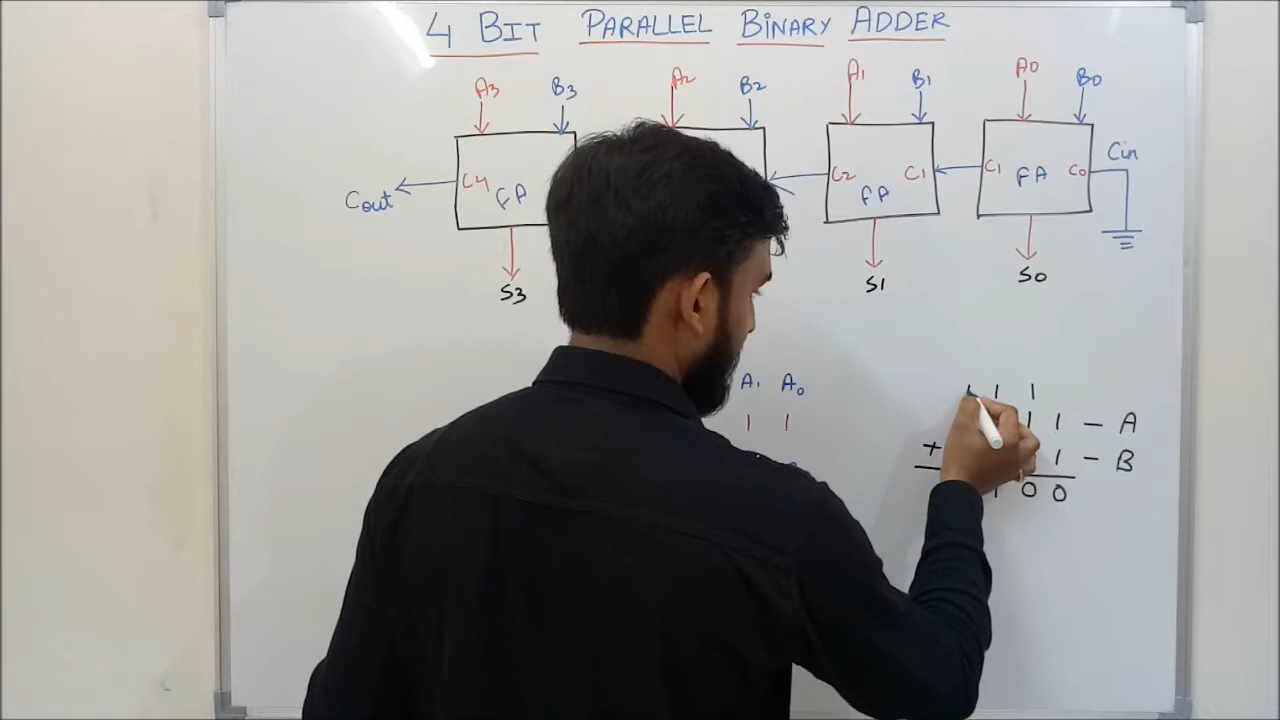 4 BIT PARALLEL BINARY ADDER
A3 B3 A2 B2 A1 B1 A0 B0
Cin
C4 FA C2 FA C1 C1 FA C0
Cout
S3 S1 S0
A1 A0
1 1
1 1 1
1 1 — A
+ 1 — B
1 0 0